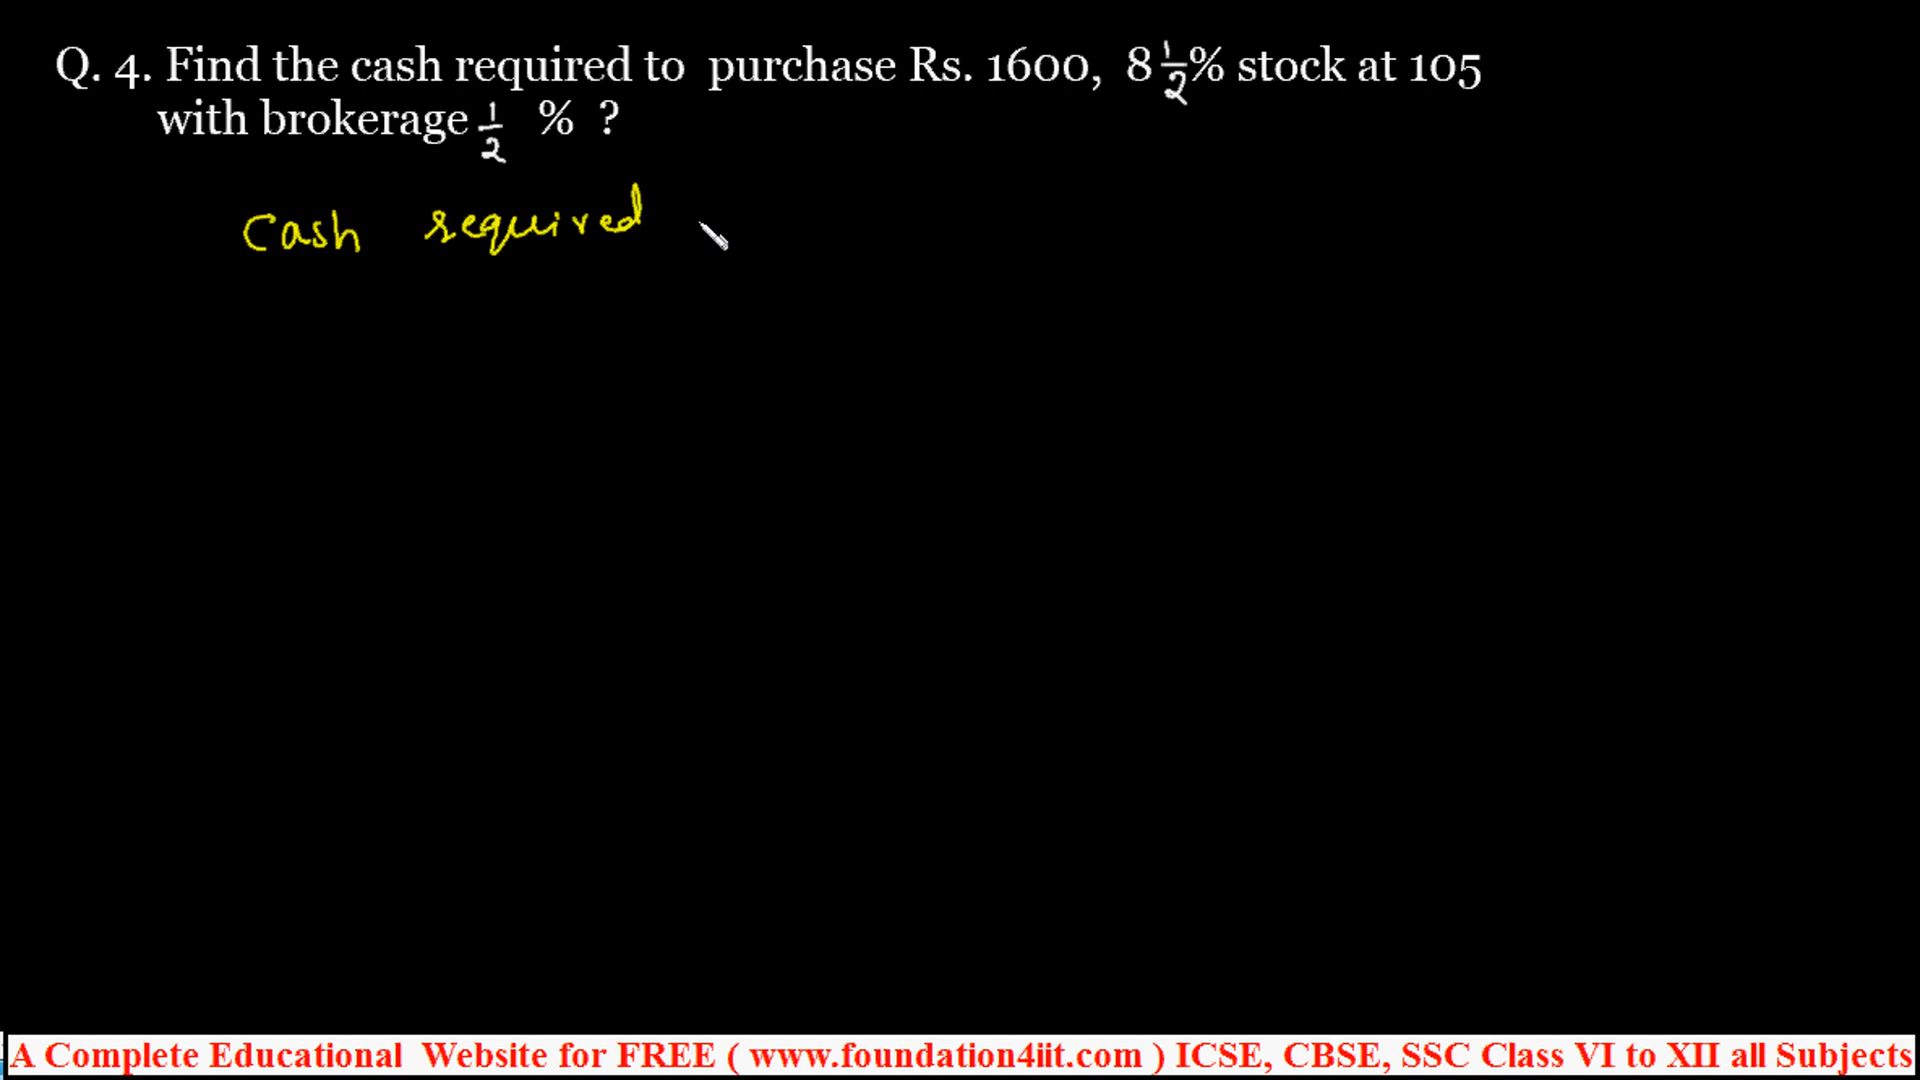 Q. 4. Find the cash required to purchase Rs. 1600, 8 1/2 % stock at 105
with brokerage 1/2 % ?
Cash required
A Complete Educational Website for FREE ( www.foundation4iit.com ) ICSE, CBSE, SSC Class VI to XII all Subjects